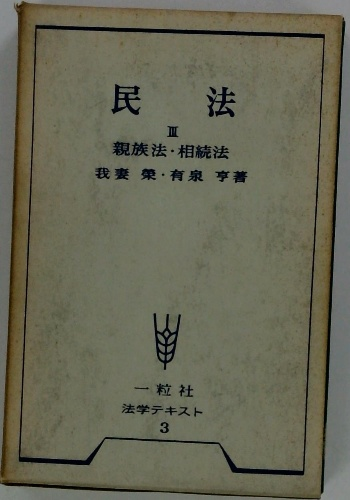 民 法
III
親族法・相続法
我妻 榮・有泉 亨著
一粒社
法学テキスト
3